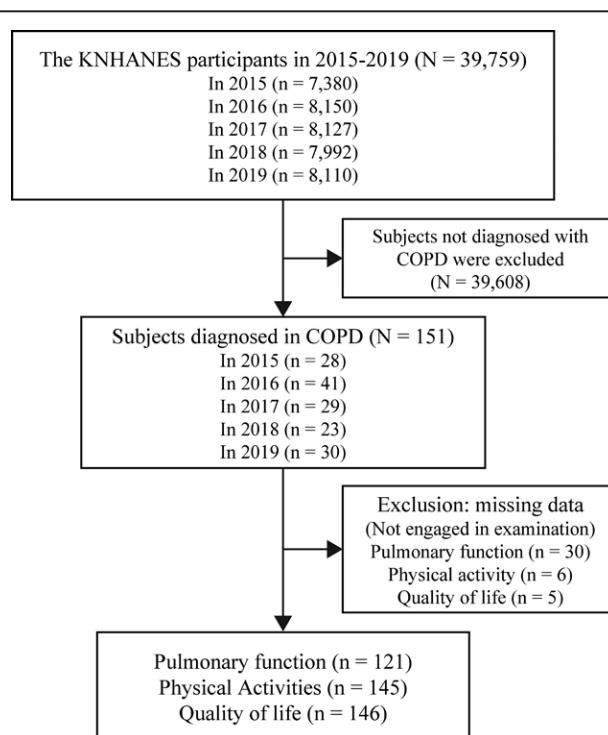 The KNHANES participants in 2015-2019 (N = 39,759)
In 2015 (n = 7,380)
In 2016 (n = 8,150)
In 2017 (n = 8,127)
In 2018 (n = 7,992)
In 2019 (n = 8,110)
Subjects not diagnosed with
COPD were excluded
(N = 39,608)
Subjects diagnosed in COPD (N = 151)
In 2015 (n = 28)
In 2016 (n = 41)
In 2017 (n = 29)
In 2018 (n = 23)
In 2019 (n = 30)
Exclusion: missing data
(Not engaged in examination)
Pulmonary function (n = 30)
Physical activity (n = 6)
Quality of life (n = 5)
Pulmonary function (n = 121)
Physical Activities (n = 145)
Quality of life (n = 146)